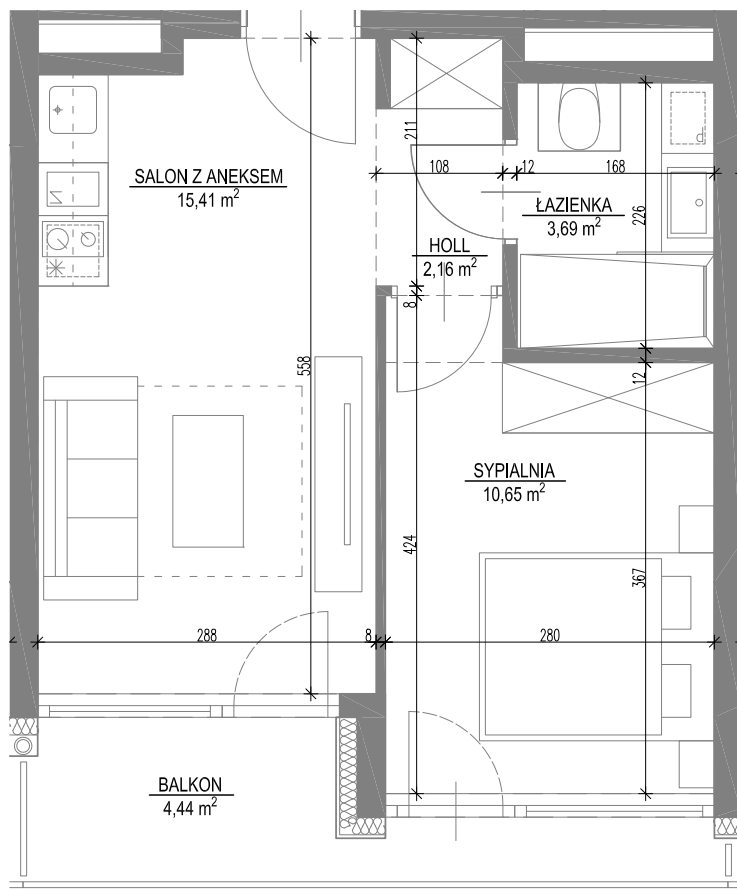 SALON Z ANEKSEM
15,41 m²
211
108
12
168
ŁAZIENKA
3,69 m²
226
HOLL
2,16 m²
8
558
12
SYPIALNIA
10,65 m²
424
367
288
8
280
BALKON
4,44 m²